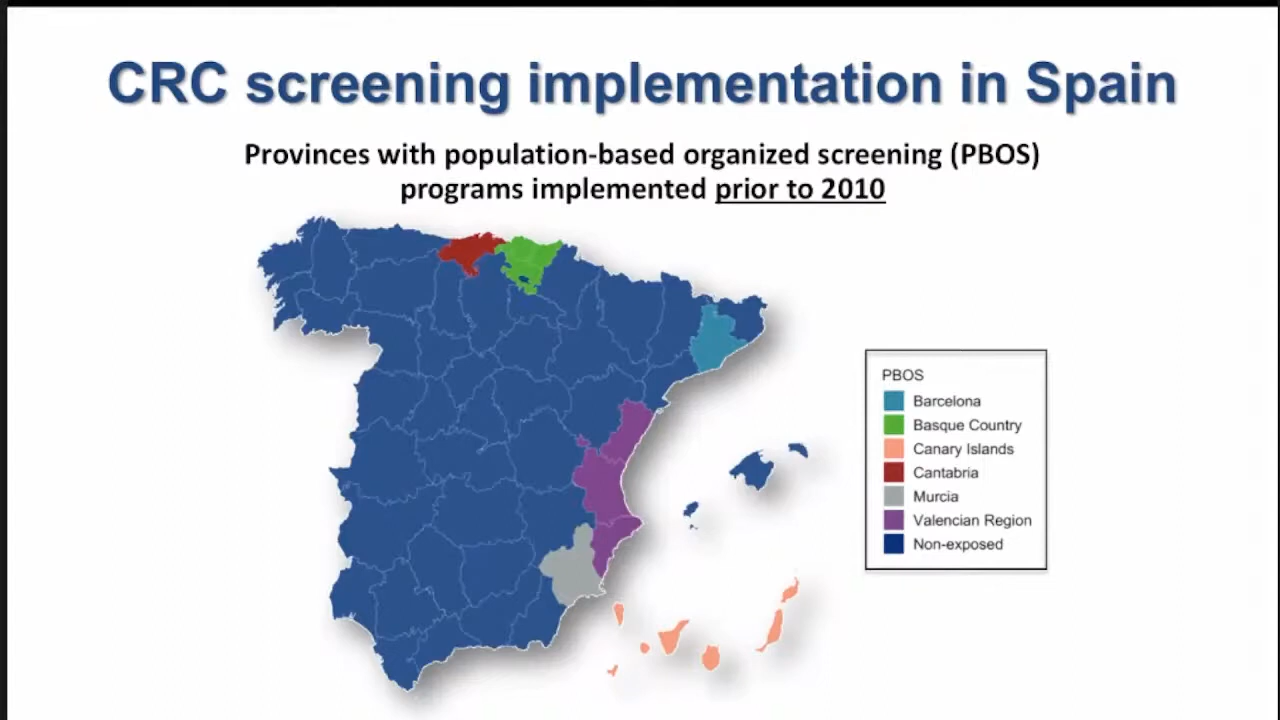 CRC screening implementation in Spain
Provinces with population-based organized screening (PBOS)
programs implemented prior to 2010
PBOS
Barcelona
Basque Country
Canary Islands
Cantabria
Murcia
Valencian Region
Non-exposed